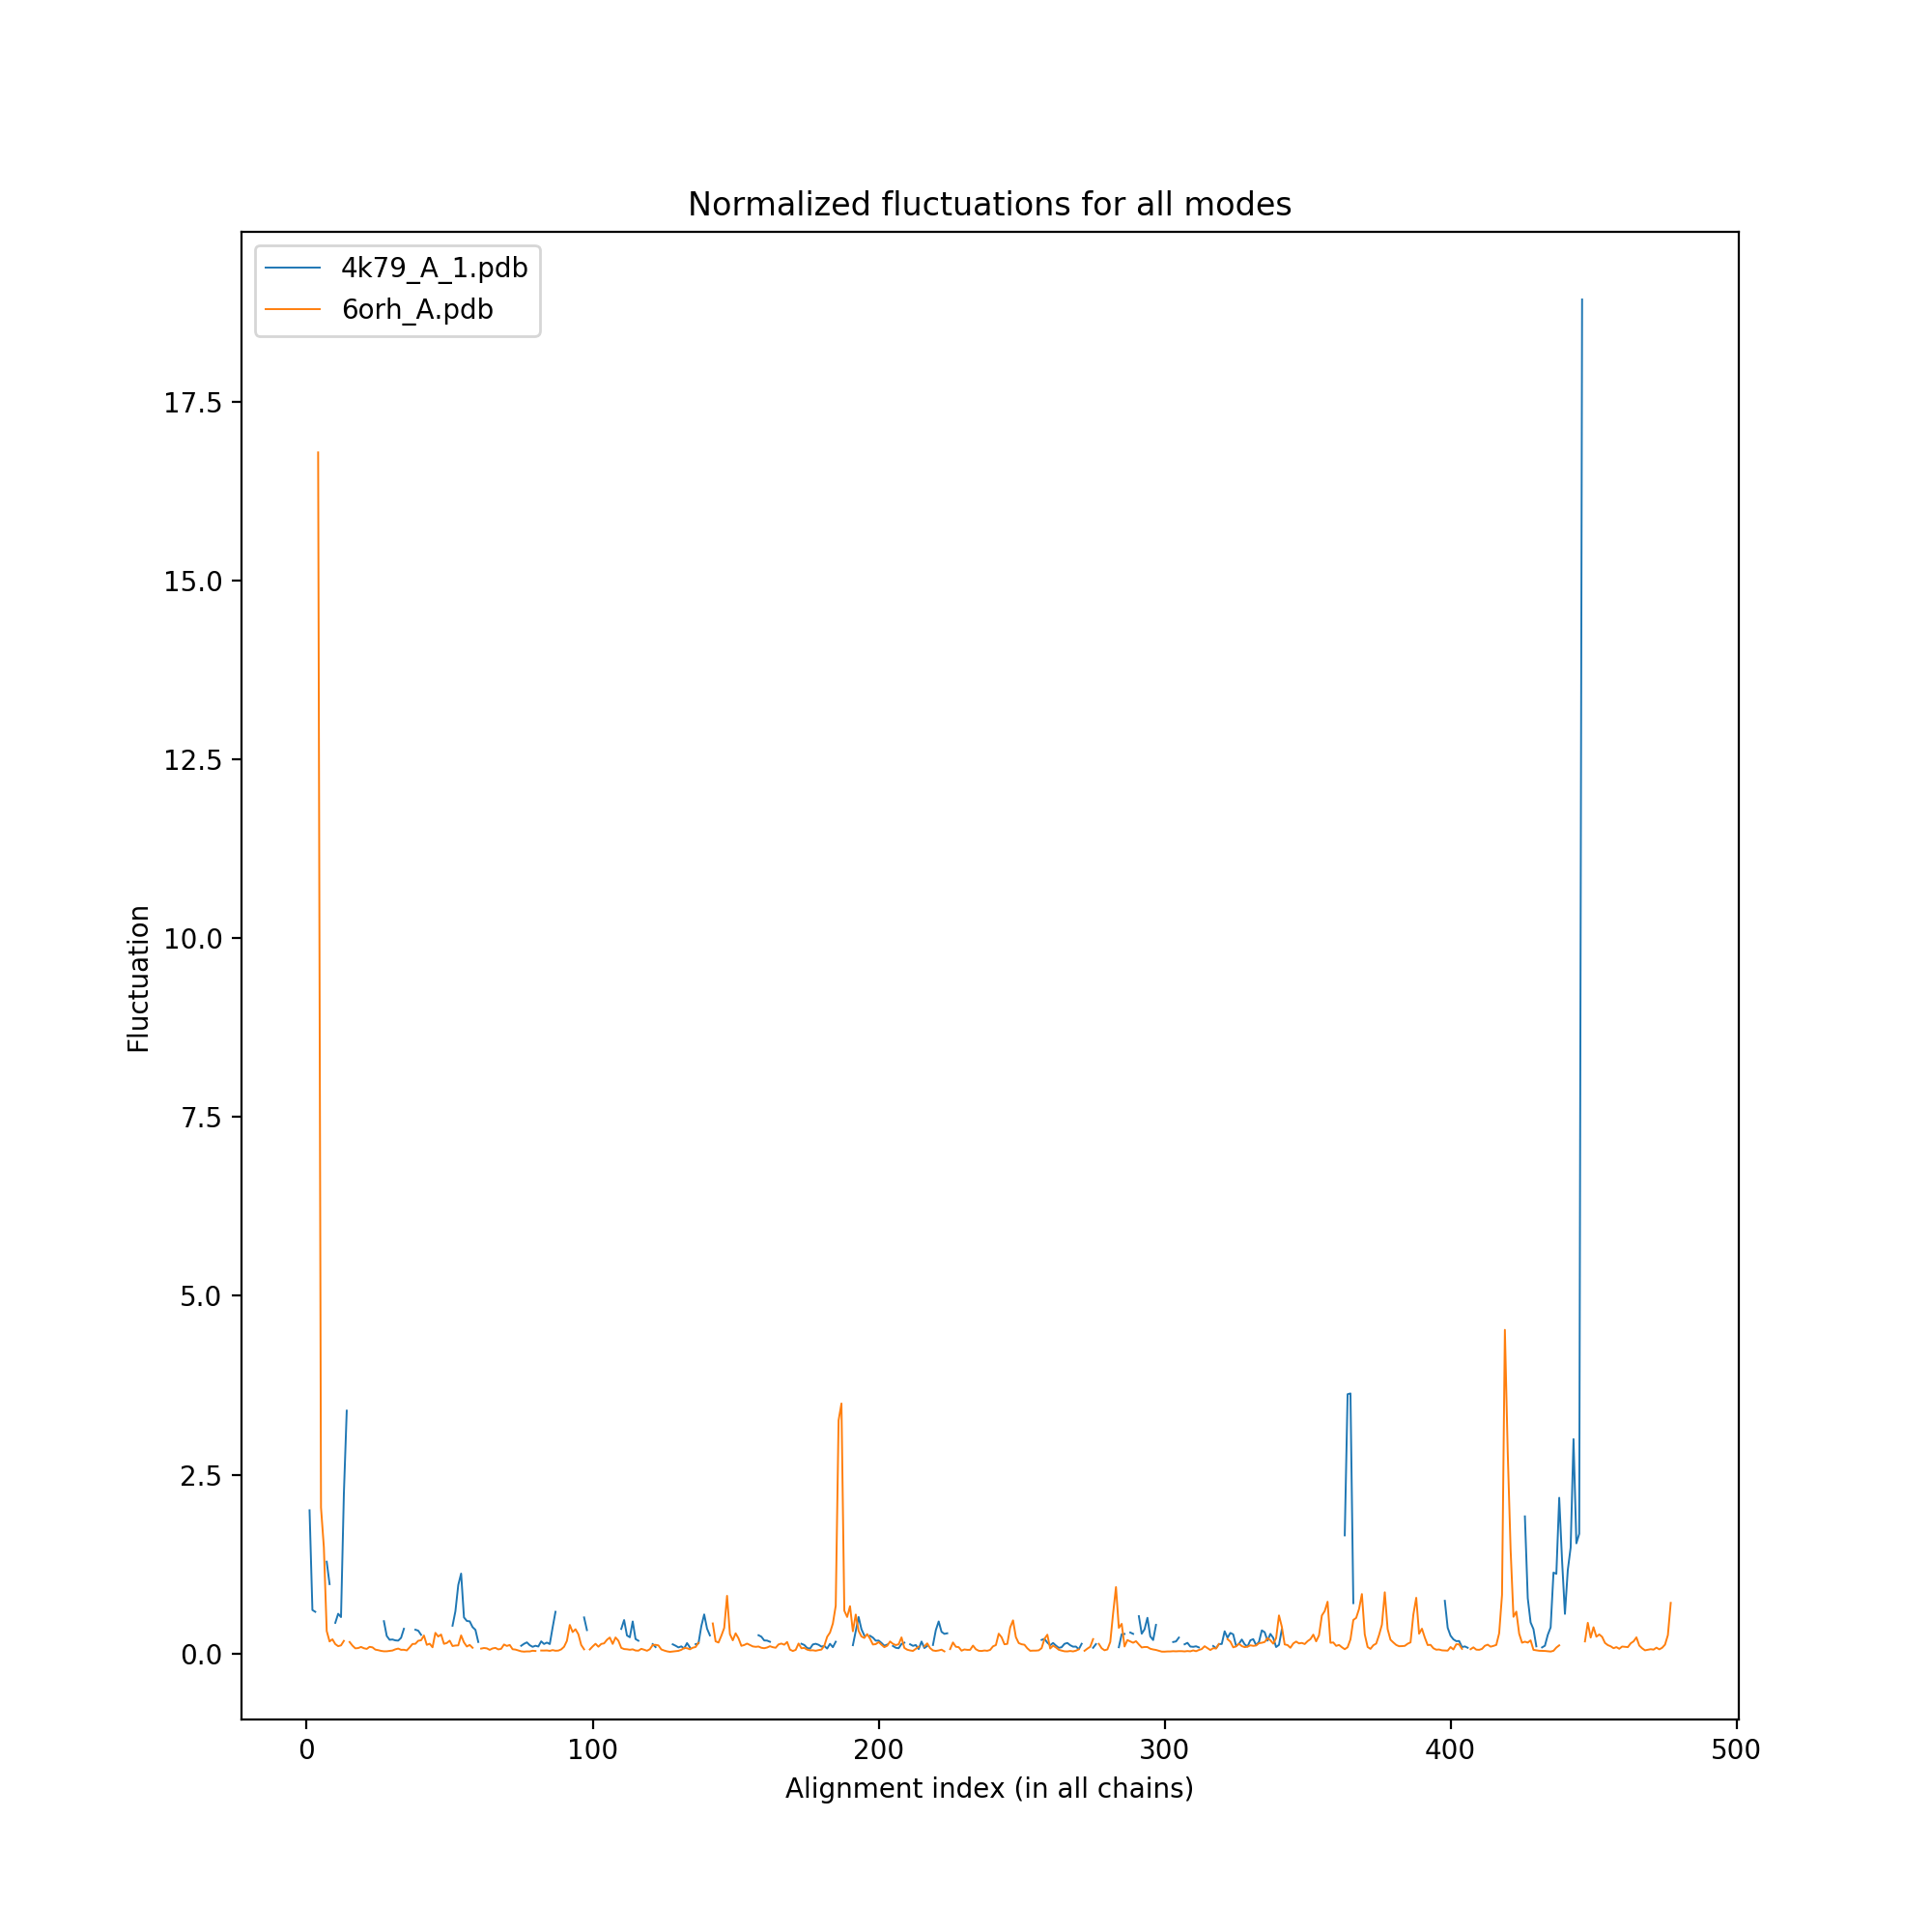 Normalized fluctuations for all modes
4k79_A_1.pdb
6orh_A.pdb
17.5
15.0
12.5
10.0
7.5
5.0
2.5
0.0
Fluctuation
0 100 200 300 400 500
Alignment index (in all chains)